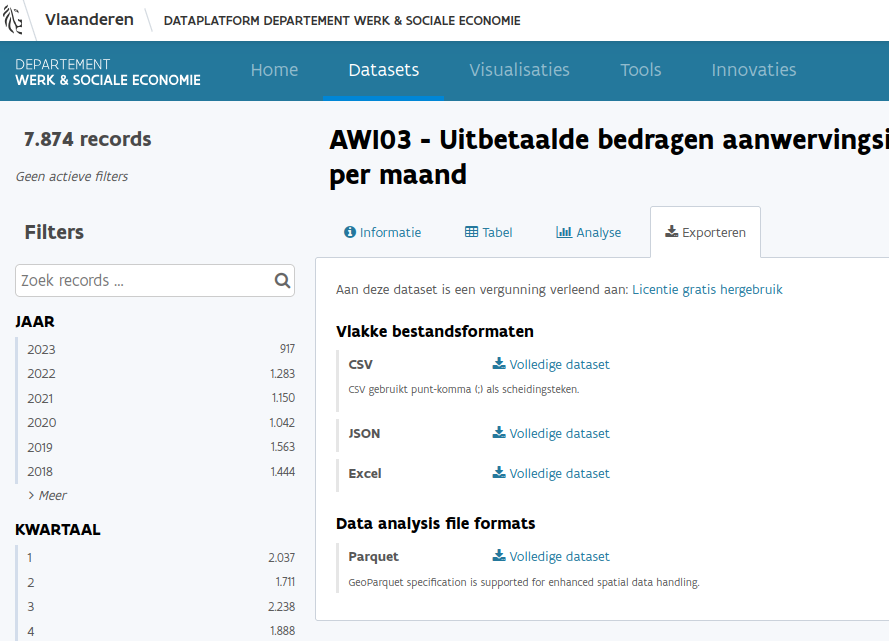 Vlaanderen
DATAPLATFORM DEPARTEMENT WERK & SOCIALE ECONOMIE
DEPARTEMENT
WERK & SOCIALE ECONOMIE
Home
Datasets
Visualisaties
Tools
Innovaties
7.874 records
Geen actieve filters
Filters
Zoek records ...
JAAR
2023 917
2022 1.283
2021 1.150
2020 1.042
2019 1.563
2018 1.444
> Meer
KWARTAAL
1 2.037
2 1.711
3 2.238
4 1.888
AWI03 - Uitbetaalde bedragen aanwervingsi
per maand
Informatie
Tabel
Analyse
Exporteren
Aan deze dataset is een vergunning verleend aan: Licentie gratis hergebruik
Vlakke bestandsformaten
CSV Volledige dataset
CSV gebruikt punt-komma (;) als scheidingsteken.
JSON Volledige dataset
Excel Volledige dataset
Data analysis file formats
Parquet Volledige dataset
GeoParquet specification is supported for enhanced spatial data handling.